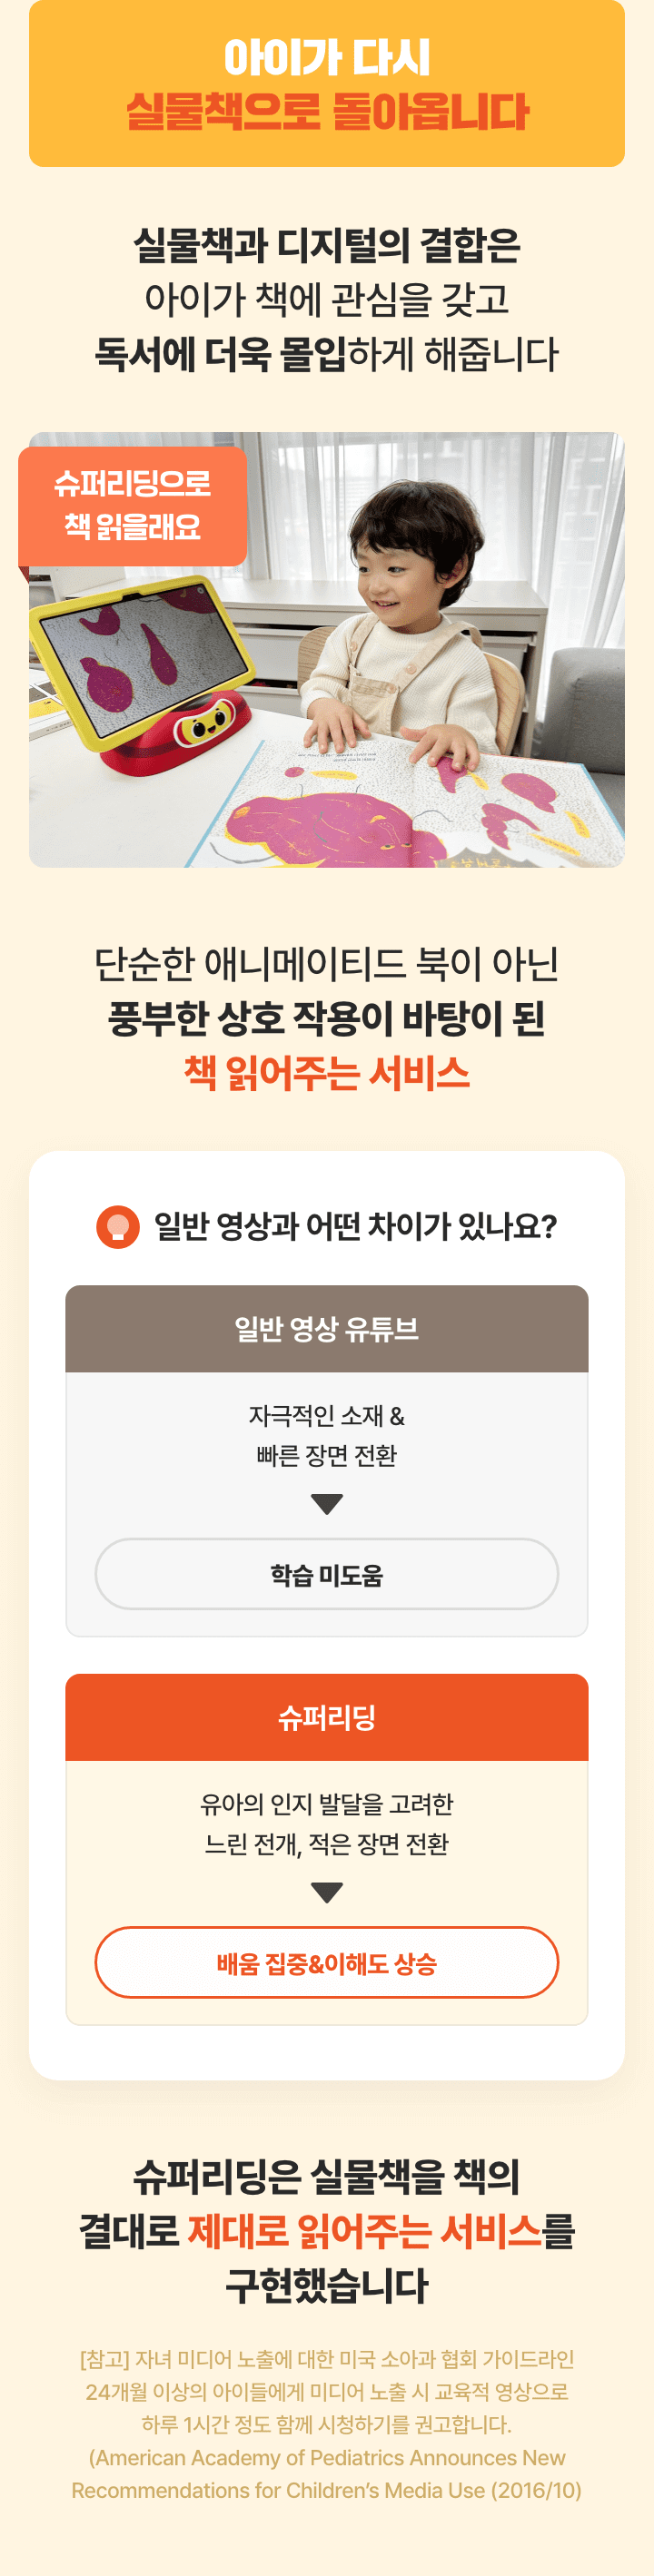 아이가 다시
실물책으로 돌아옵니다
실물책과 디지털의 결합은
아이가 책에 관심을 갖고
독서에 더욱 몰입하게 해줍니다
슈퍼리딩으로
책 읽을래요
단순한 애니메이티드 북이 아닌
풍부한 상호 작용이 바탕이 된
책 읽어주는 서비스
일반 영상과 어떤 차이가 있나요?
일반 영상 유튜브
자극적인 소재 &
빠른 장면 전환
학습 미도움
슈퍼리딩
유아의 인지 발달을 고려한
느린 전개, 적은 장면 전환
배움 집중&이해도 상승
슈퍼리딩은 실물책을 책의
결대로 제대로 읽어주는 서비스를
구현했습니다
[참고] 자녀 미디어 노출에 대한 미국 소아과 협회 가이드라인
24개월 이상의 아이들에게 미디어 노출 시 교육적 영상으로
하루 1시간 정도 함께 시청하기를 권고합니다.
(American Academy of Pediatrics Announces New
Recommendations for Children's Media Use (2016/10)